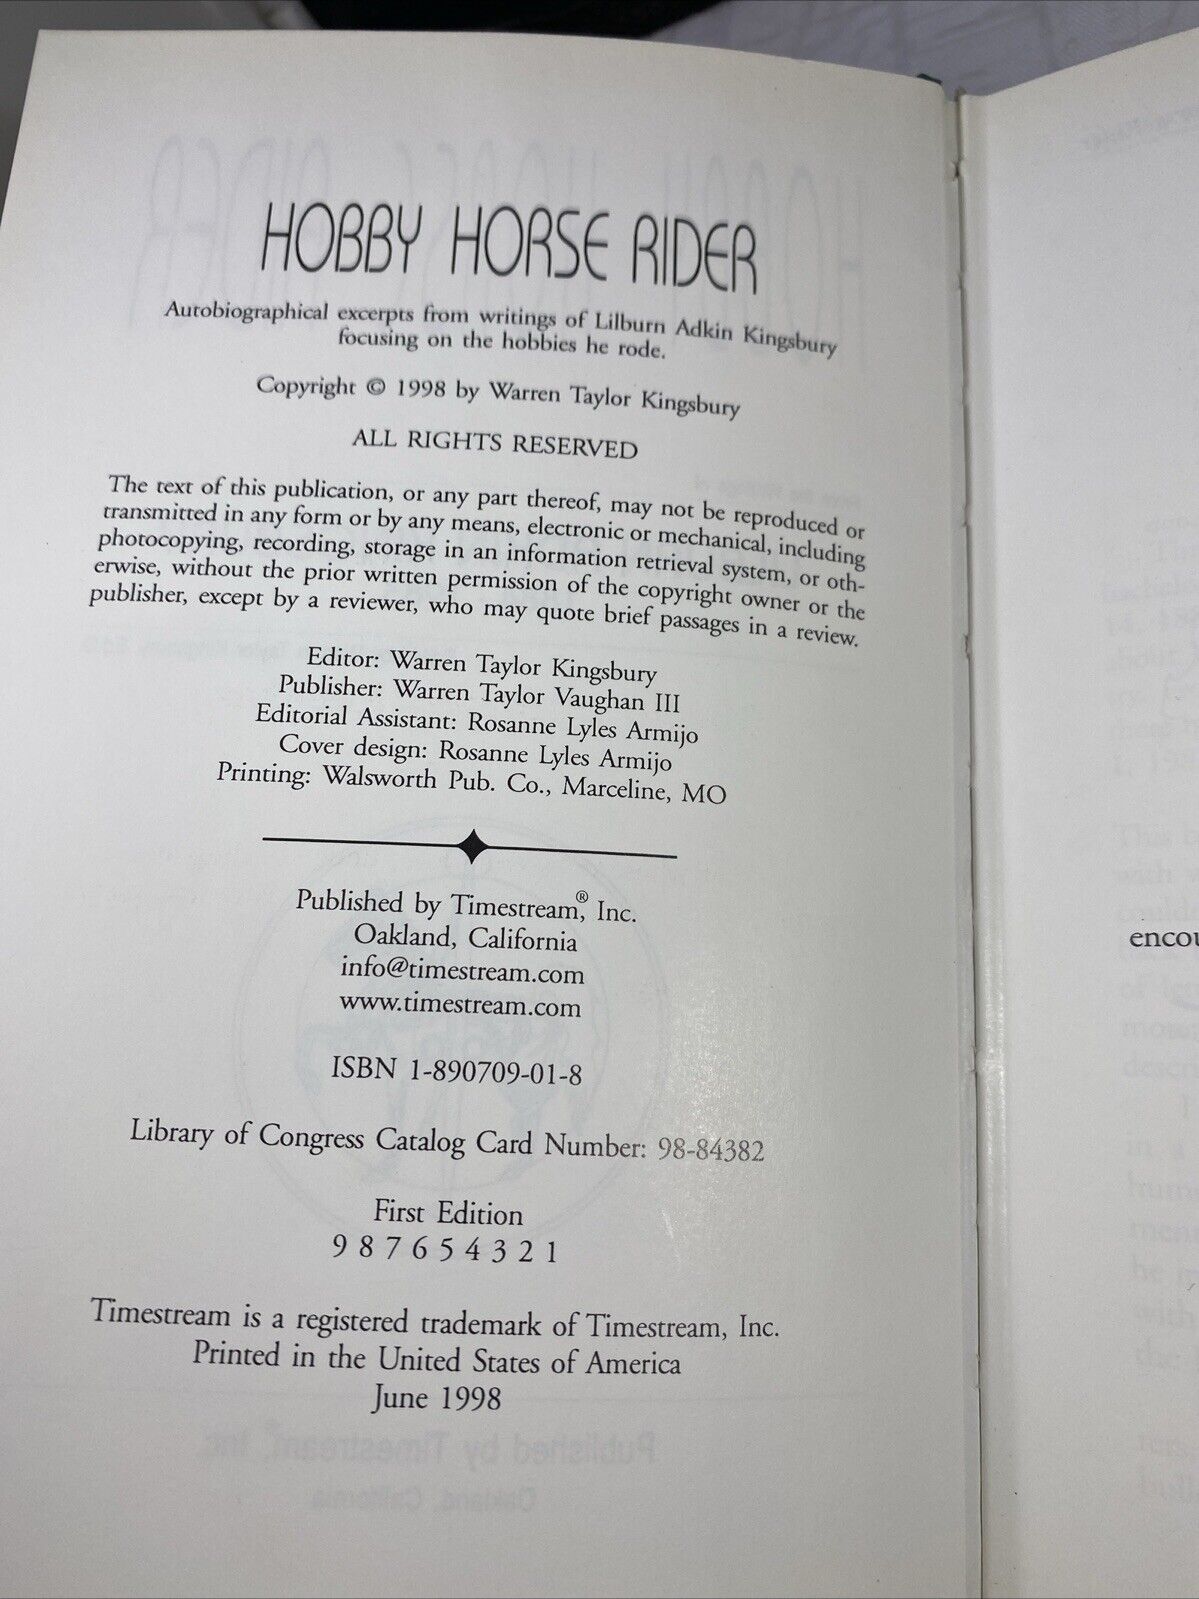 HOBBY HORSE RIDER
Autobiographical excerpts from writings of Lilburn Adkin Kingsbury
focusing on the hobbies he rode.
Copyright © 1998 by Warren Taylor Kingsbury
ALL RIGHTS RESERVED
The text of this publication, or any part thereof, may not be reproduced or
transmitted in any form or by any means, electronic or mechanical, including
photocopying, recording, storage in an information retrieval system, or oth-
erwise, without the prior written permission of the copyright owner or the
publisher, except by a reviewer, who may quote brief passages in a review.
Editor: Warren Taylor Kingsbury
Publisher: Warren Taylor Vaughan III
Editorial Assistant: Rosanne Lyles Armijo
Cover design: Rosanne Lyles Armijo
Printing: Walsworth Pub. Co., Marceline, MO
Published by Timestream,® Inc.
Oakland, California
info@timestream.com
www.timestream.com
ISBN 1-890709-01-8
Library of Congress Catalog Card Number: 98-84382
First Edition
9 8 7 6 5 4 3 2 1
Timestream is a registered trademark of Timestream, Inc.
Printed in the United States of America
June 1998
encou